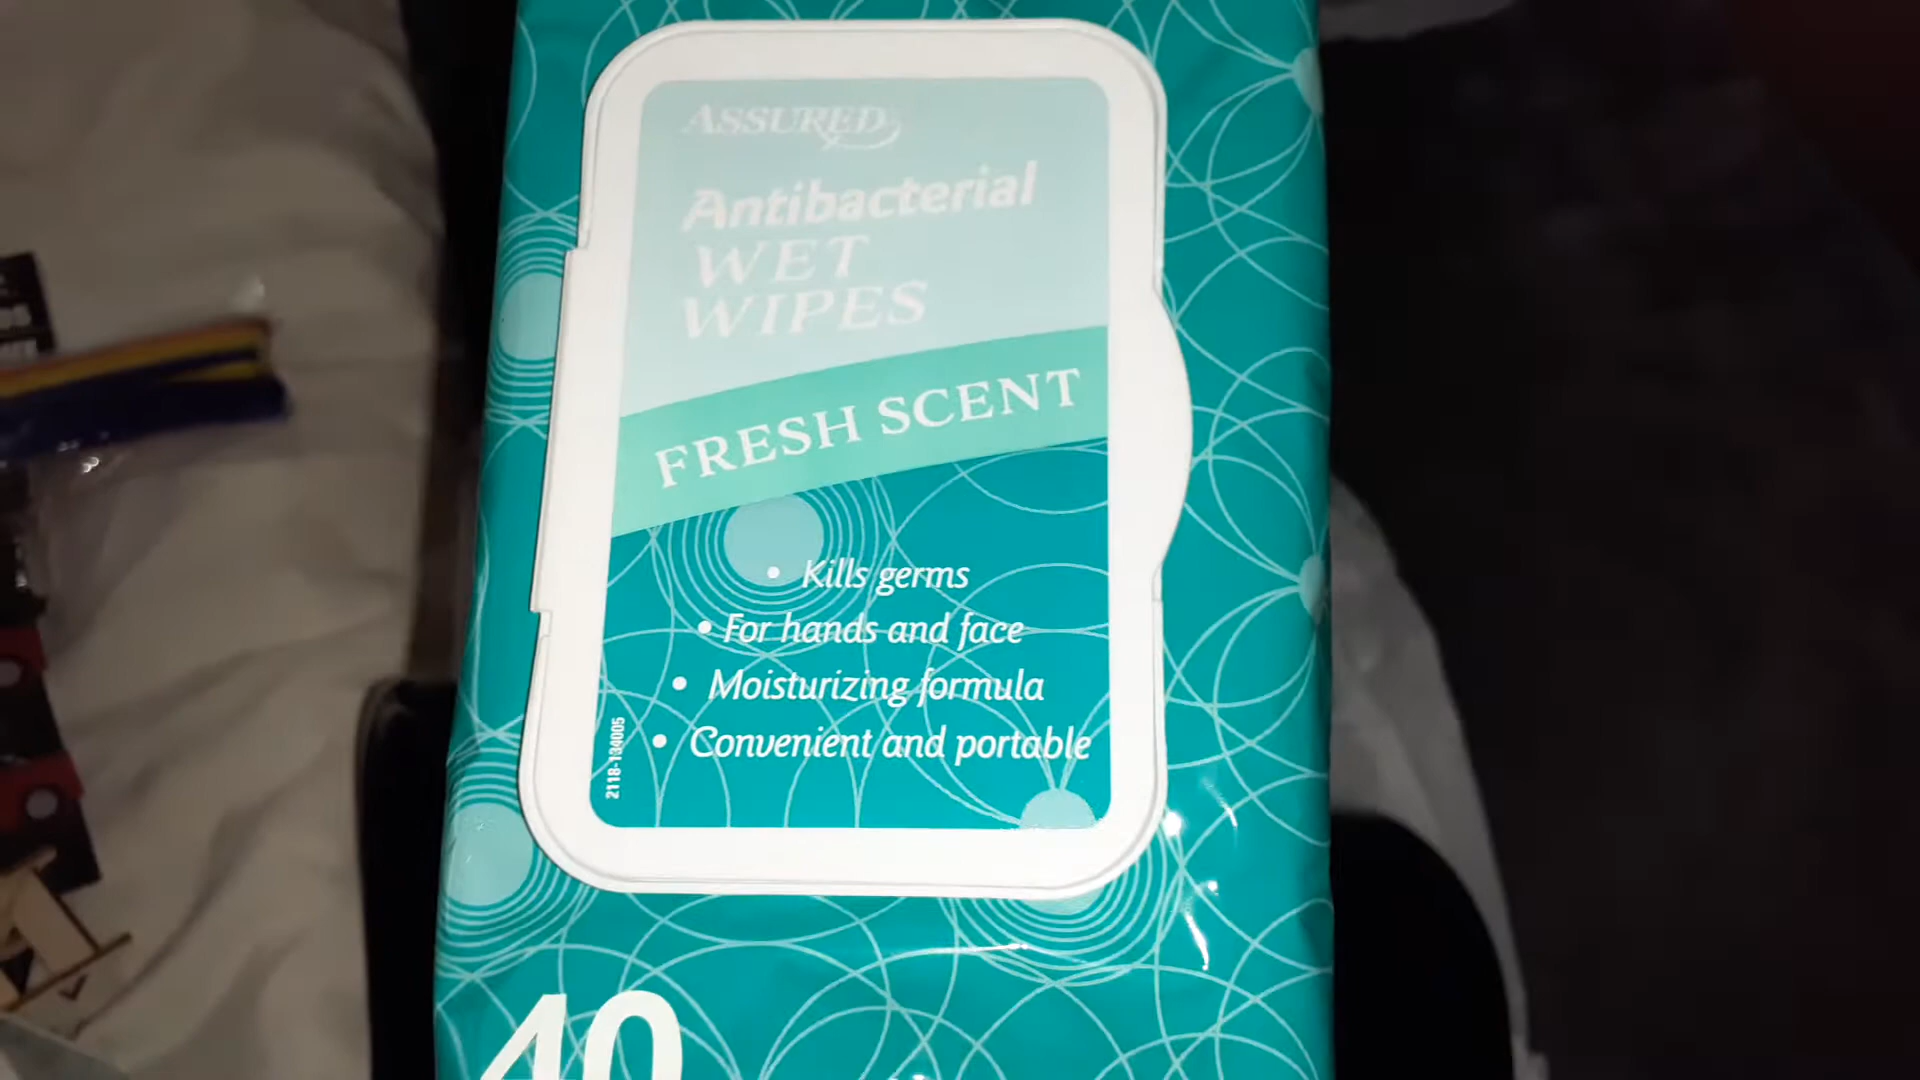 ASSURED
Antibacterial
WET
WIPES
FRESH SCENT
• Kills germs
• For hands and face
• Moisturizing formula
• Convenient and portable
2118-134005
40